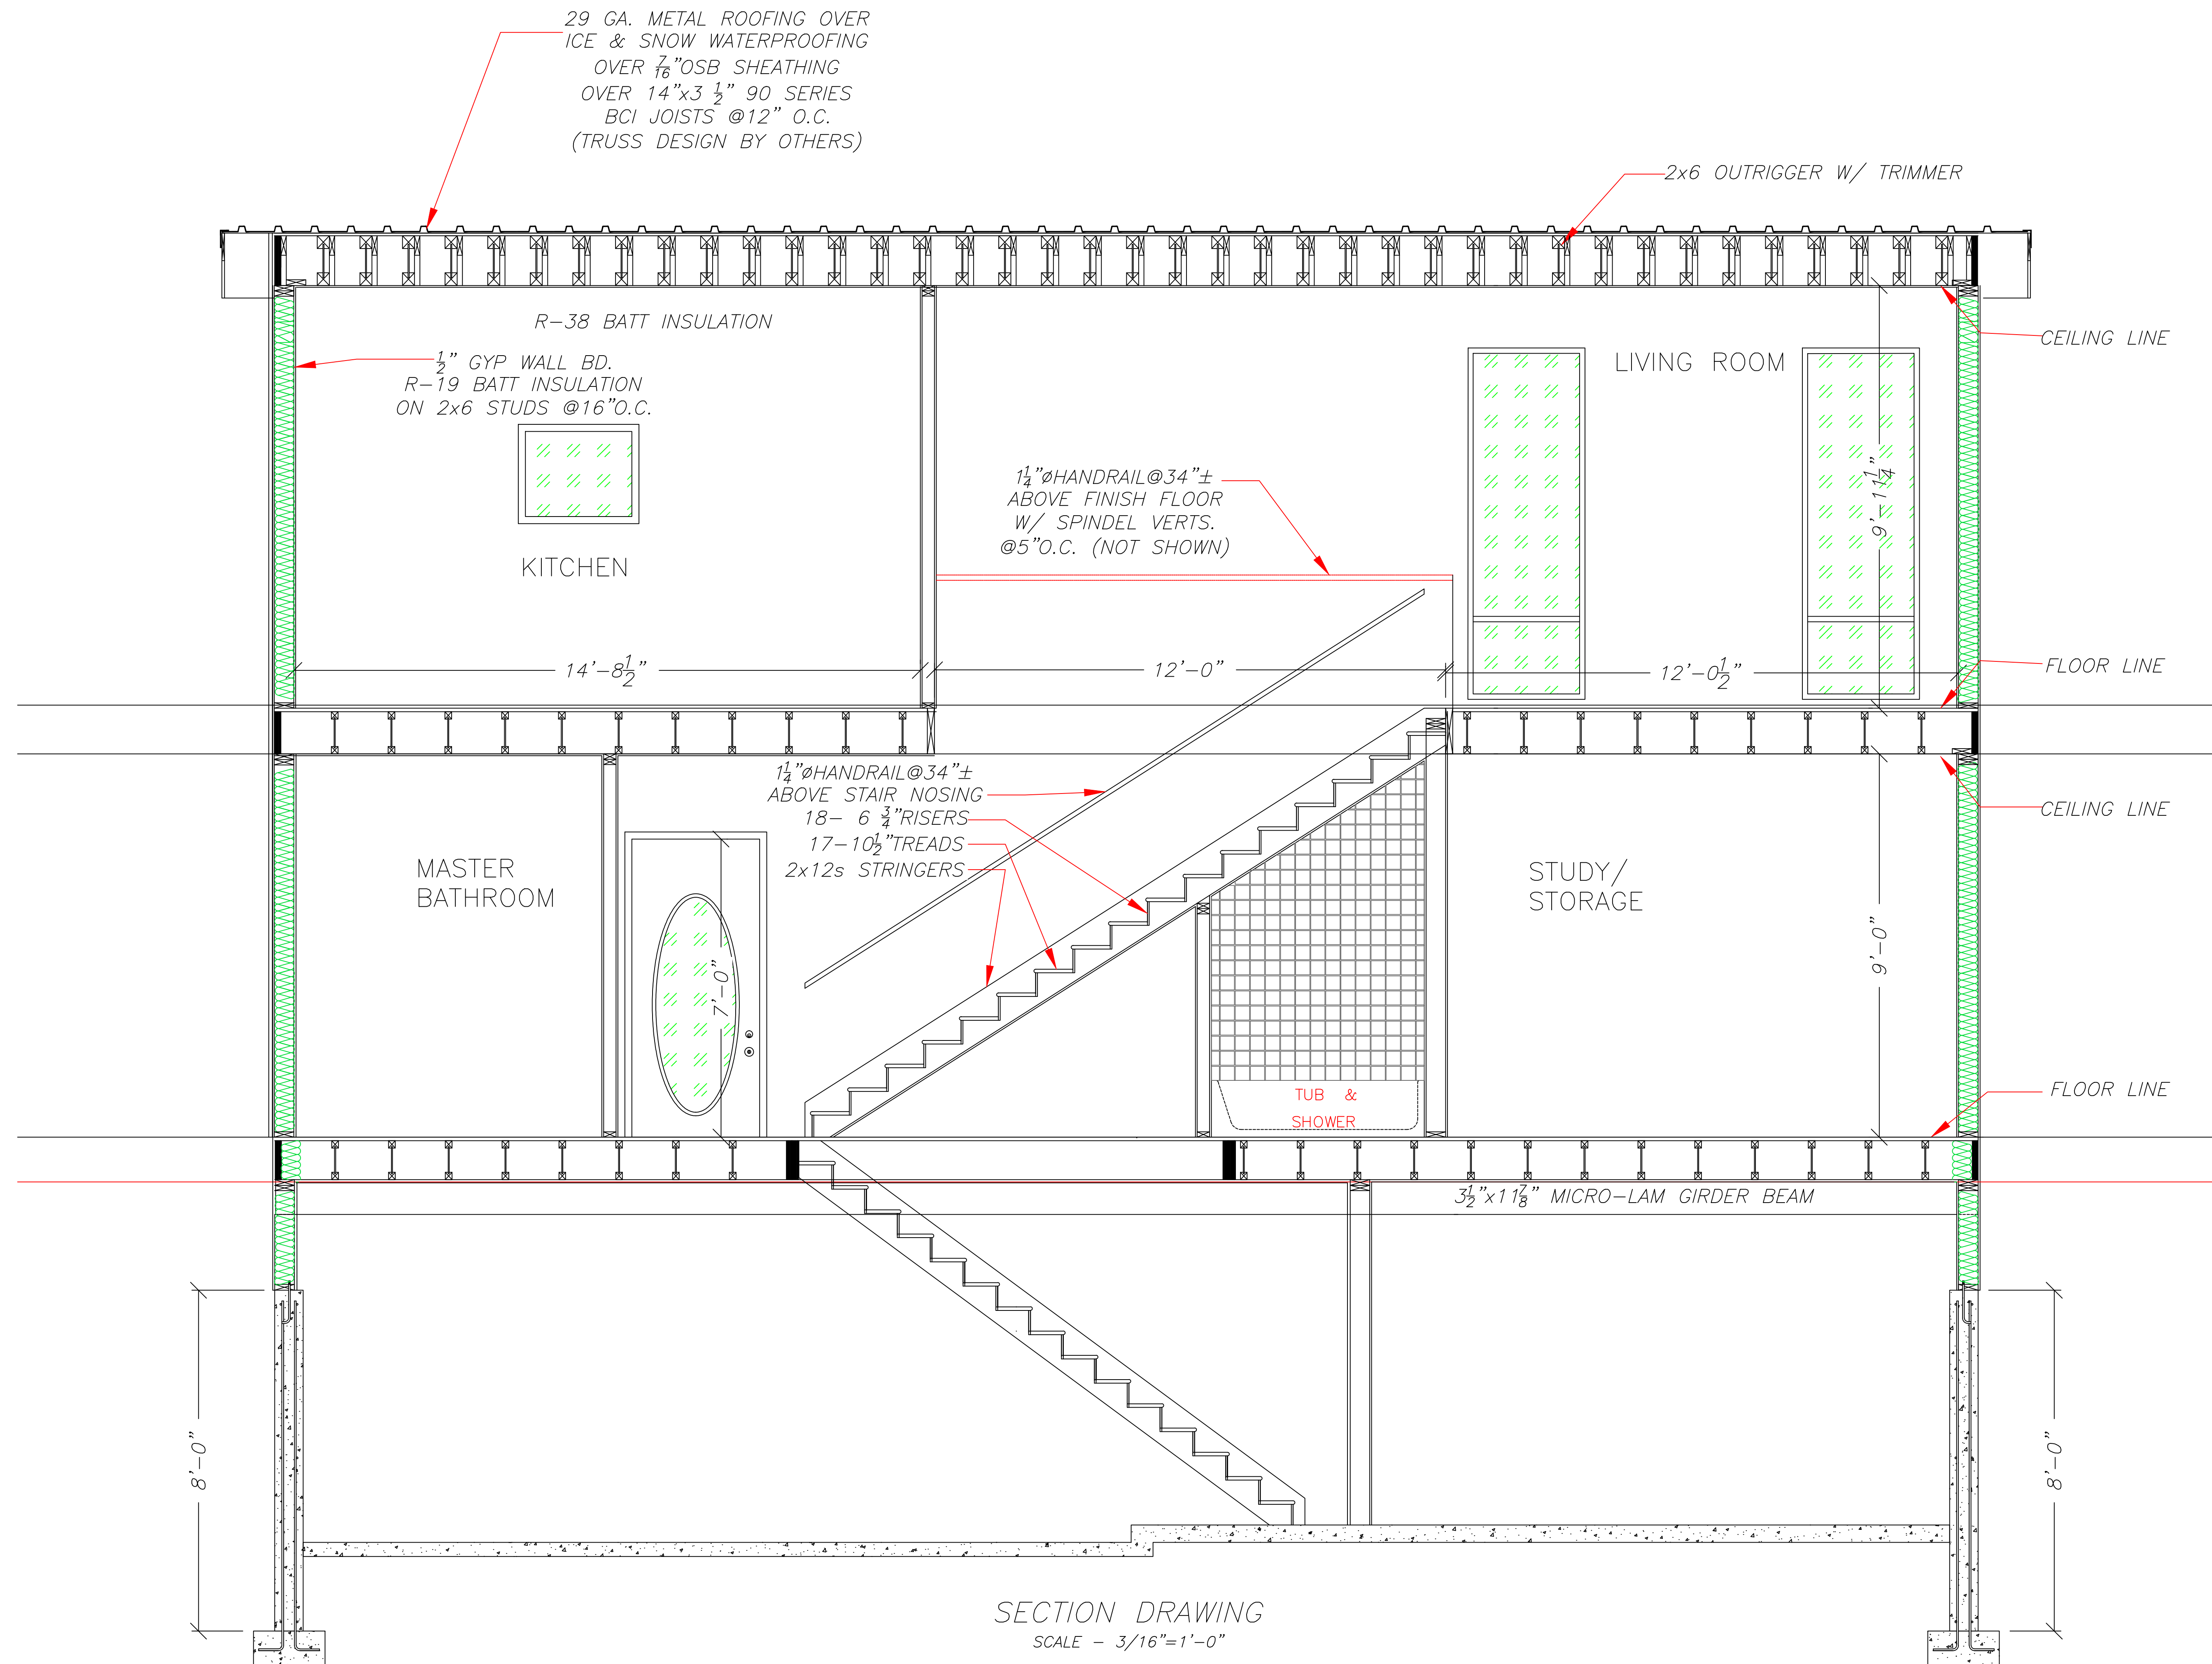 29 GA. METAL ROOFING OVER
ICE & SNOW WATERPROOFING
OVER 7/16"OSB SHEATHING
OVER 14"x3 1/2" 90 SERIES
BCI JOISTS @12" O.C.
(TRUSS DESIGN BY OTHERS)
2x6 OUTRIGGER W/ TRIMMER
R-38 BATT INSULATION
1/2" GYP WALL BD.
R-19 BATT INSULATION
ON 2x6 STUDS @16"O.C.
KITCHEN
LIVING ROOM
CEILING LINE
1 1/4"øHANDRAIL@34"±
ABOVE FINISH FLOOR
W/ SPINDEL VERTS.
@5"O.C. (NOT SHOWN)
9'-11 1/4"
14'-8 1/2"
12'-0"
12'-0 1/2"
FLOOR LINE
1 1/4"øHANDRAIL@34"±
ABOVE STAIR NOSING
18- 6 3/4"RISERS
17-10 1/2"TREADS
2x12s STRINGERS
CEILING LINE
MASTER
BATHROOM
7'-0"
STUDY/
STORAGE
9'-0"
TUB &
SHOWER
FLOOR LINE
3 1/2"x11 7/8" MICRO-LAM GIRDER BEAM
8'-0"
8'-0"
SECTION DRAWING
SCALE - 3/16"=1'-0"